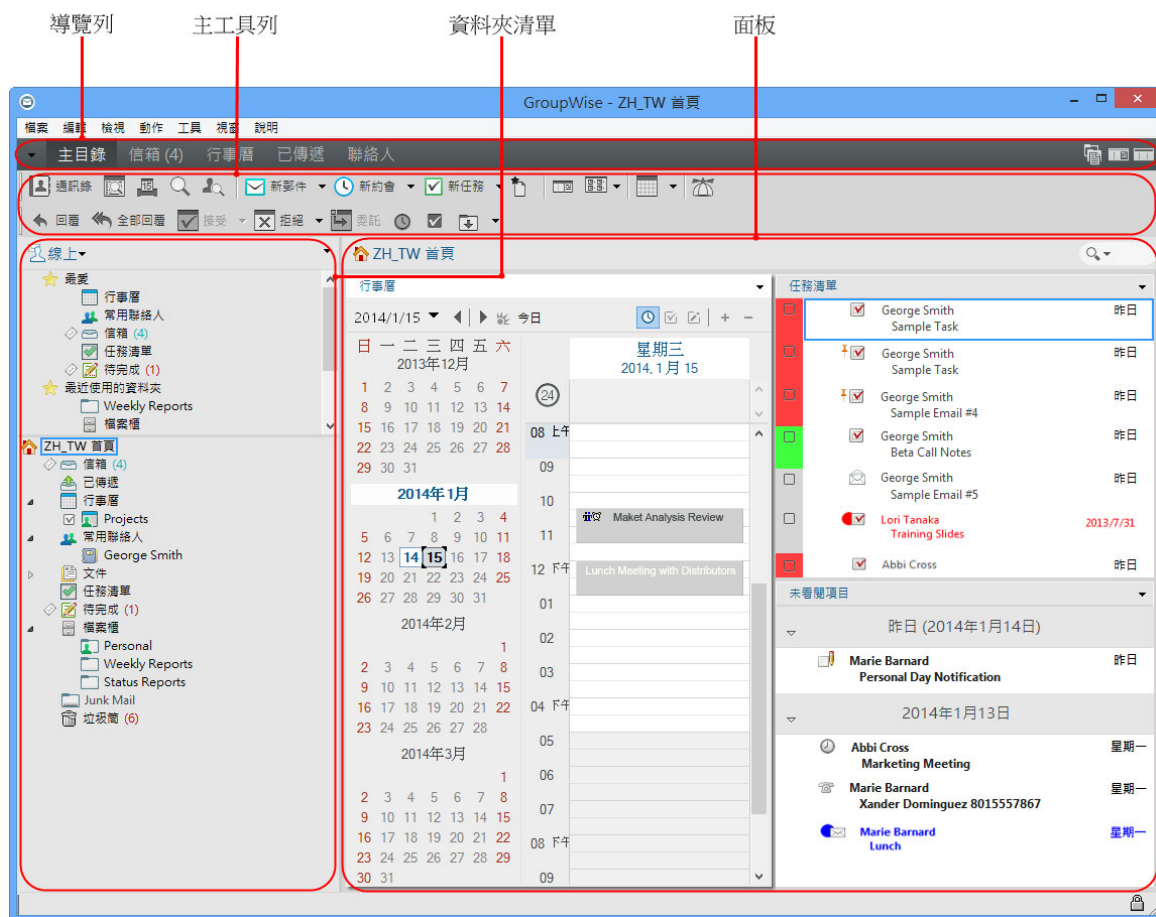 導覽列 主工具列 資料夾清單 面板
GroupWise - ZH_TW 首頁
檔案 編輯 檢視 動作 工具 視窗 說明
主目錄 信箱 (4) 行事曆 已傳遞 聯絡人
通訊錄 新郵件 新約會 新任務
回覆 全部回覆 接受 拒絕 委託
線上
最愛
行事曆
常用聯絡人
信箱 (4)
任務清單
待完成 (1)
最近使用的資料夾
Weekly Reports
檔案櫃
ZH_TW 首頁
信箱 (4)
已傳遞
行事曆
Projects
常用聯絡人
George Smith
文件
任務清單
待完成 (1)
檔案櫃
Personal
Weekly Reports
Status Reports
Junk Mail
垃圾筒 (6)
ZH_TW 首頁
行事曆
2014/1/15 今日
日 一 二 三 四 五 六
2013年12月
1 2 3 4 5 6 7
8 9 10 11 12 13 14
15 16 17 18 19 20 21
22 23 24 25 26 27 28
29 30 31
2014年1月
1 2 3 4
5 6 7 8 9 10 11
12 13 14 15 16 17 18
19 20 21 22 23 24 25
26 27 28 29 30 31
2014年2月
1
2 3 4 5 6 7 8
9 10 11 12 13 14 15
16 17 18 19 20 21 22
23 24 25 26 27 28
2014年3月
1
2 3 4 5 6 7 8
9 10 11 12 13 14 15
16 17 18 19 20 21 22
23 24 25 26 27 28 29
30 31
星期三
2014. 1 月 15
24
08 上午
09
10
11 Maket Analysis Review
12 下午 Lunch Meeting with Distributors
01
02
03
04 下午
05
06
07
08 下午
09
任務清單
George Smith 昨日
Sample Task
George Smith 昨日
Sample Task
George Smith 昨日
Sample Email #4
George Smith 昨日
Beta Call Notes
George Smith 昨日
Sample Email #5
Lori Tanaka 2013/7/31
Training Slides
Abbi Cross 昨日
未看閱項目
昨日 (2014年1月14日)
Marie Barnard 昨日
Personal Day Notification
2014年1月13日
Abbi Cross 星期一
Marketing Meeting
Marie Barnard 星期一
Xander Dominguez 8015557867
Marie Barnard 星期一
Lunch